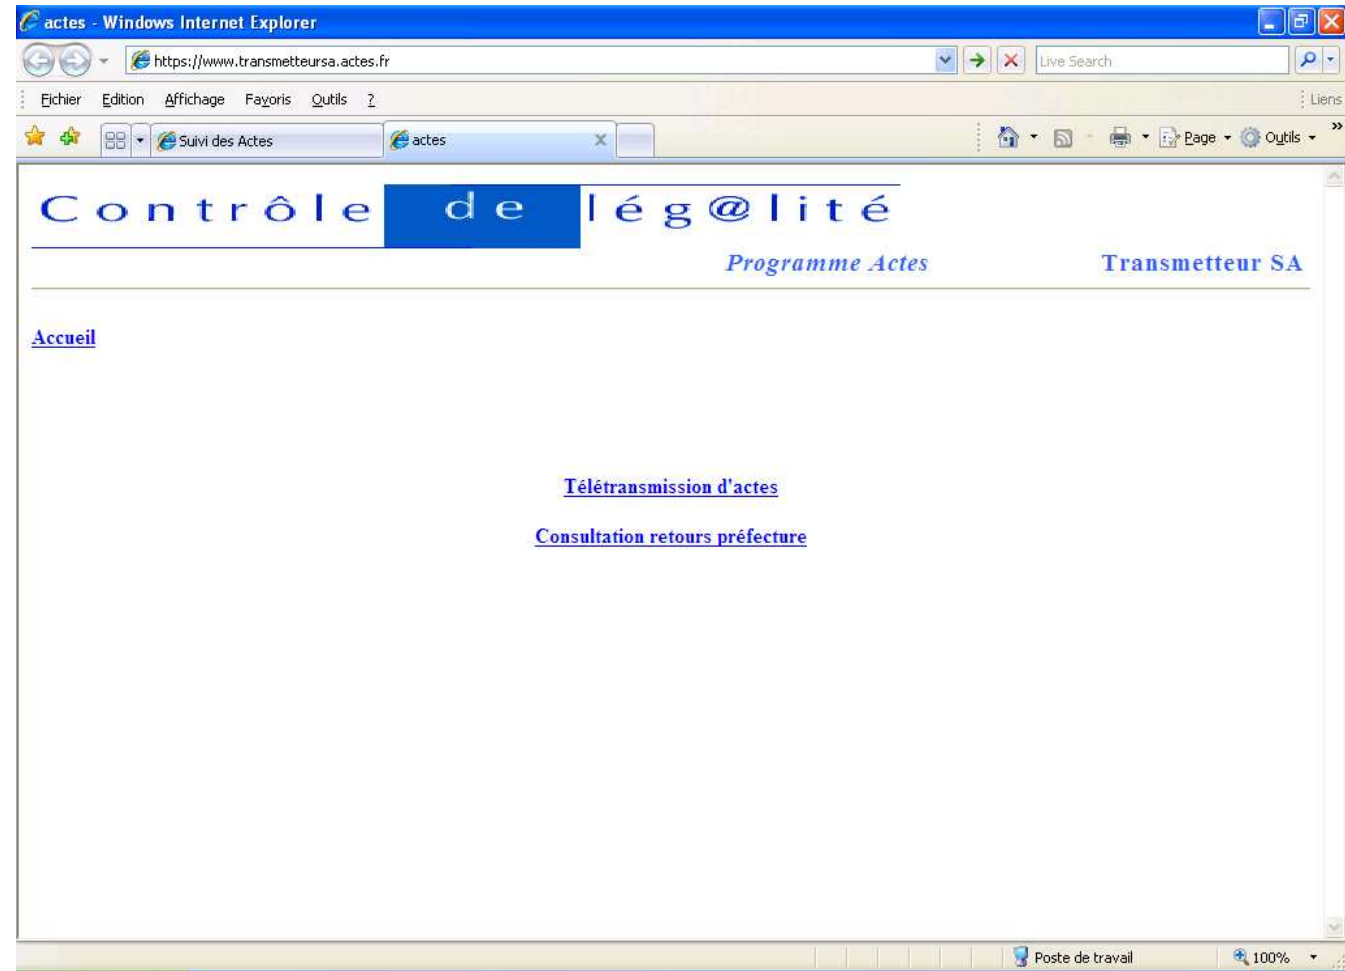 actes - Windows Internet Explorer
https://www.transmetteursa.actes.fr
Live Search
Fichier Edition Affichage Favoris Outils ?
Liens
Suivi des Actes
actes
Page
Outils
»
Contrôle de lég@lité
Programme Actes
Transmetteur SA
Accueil
Télétransmission d'actes
Consultation retours préfecture
Poste de travail
100%